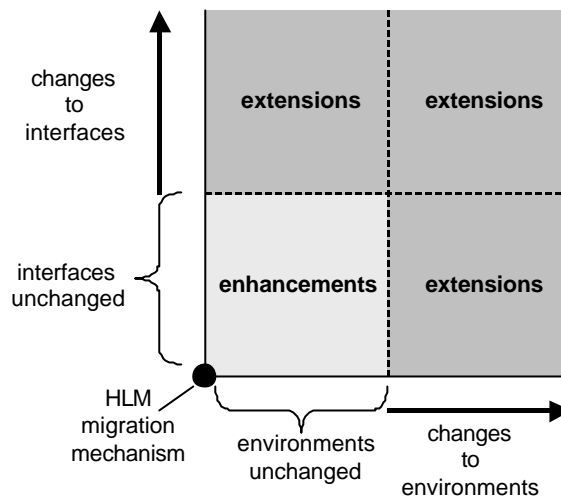 changes
to
interfaces
extensions
extensions
interfaces
unchanged
enhancements
extensions
HLM
migration
mechanism
environments
unchanged
changes
to
environments